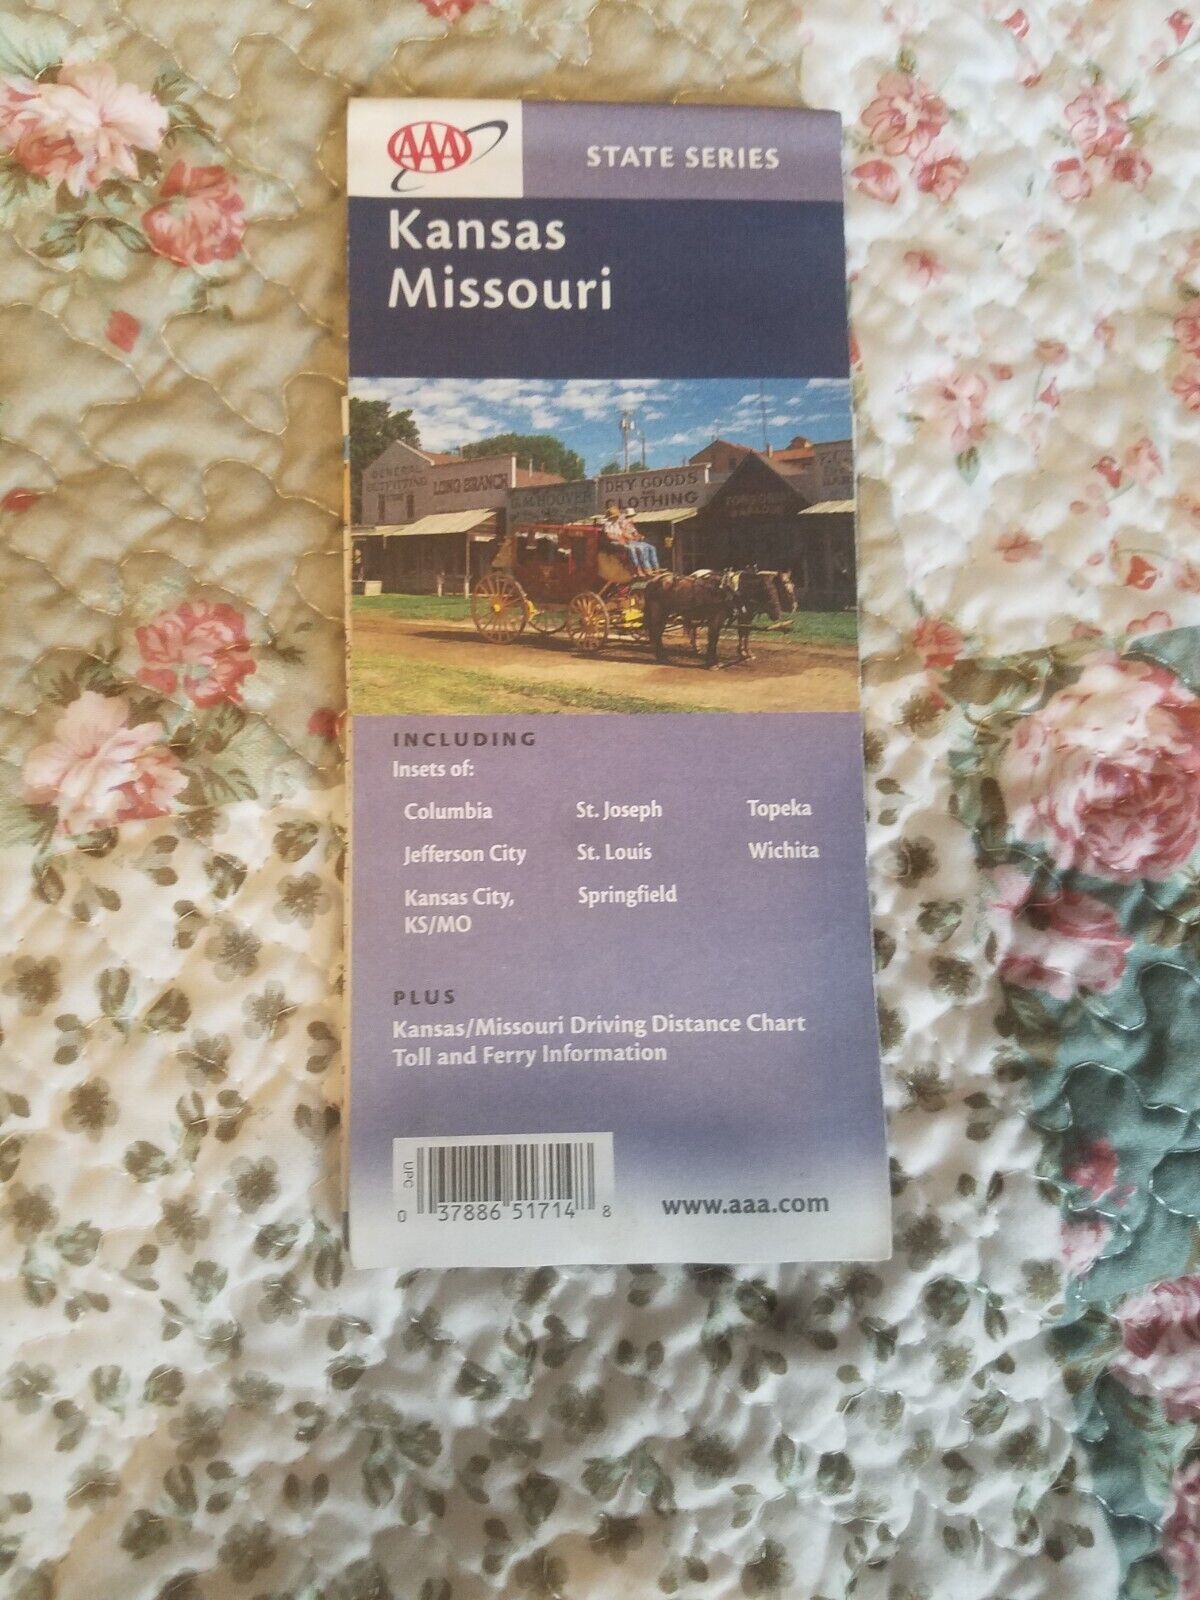 AAA
STATE SERIES
Kansas
Missouri
GENERAL
OUTFITTING
STORE
LONG BRANCH
G.M. HOOVER
DRY GOODS
CLOTHING
INCLUDING
Insets of:
Columbia
St. Joseph
Topeka
Jefferson City
St. Louis
Wichita
Kansas City,
KS/MO
Springfield
PLUS
Kansas/Missouri Driving Distance Chart
Toll and Ferry Information
UPC
0 37886 51714 8
www.aaa.com